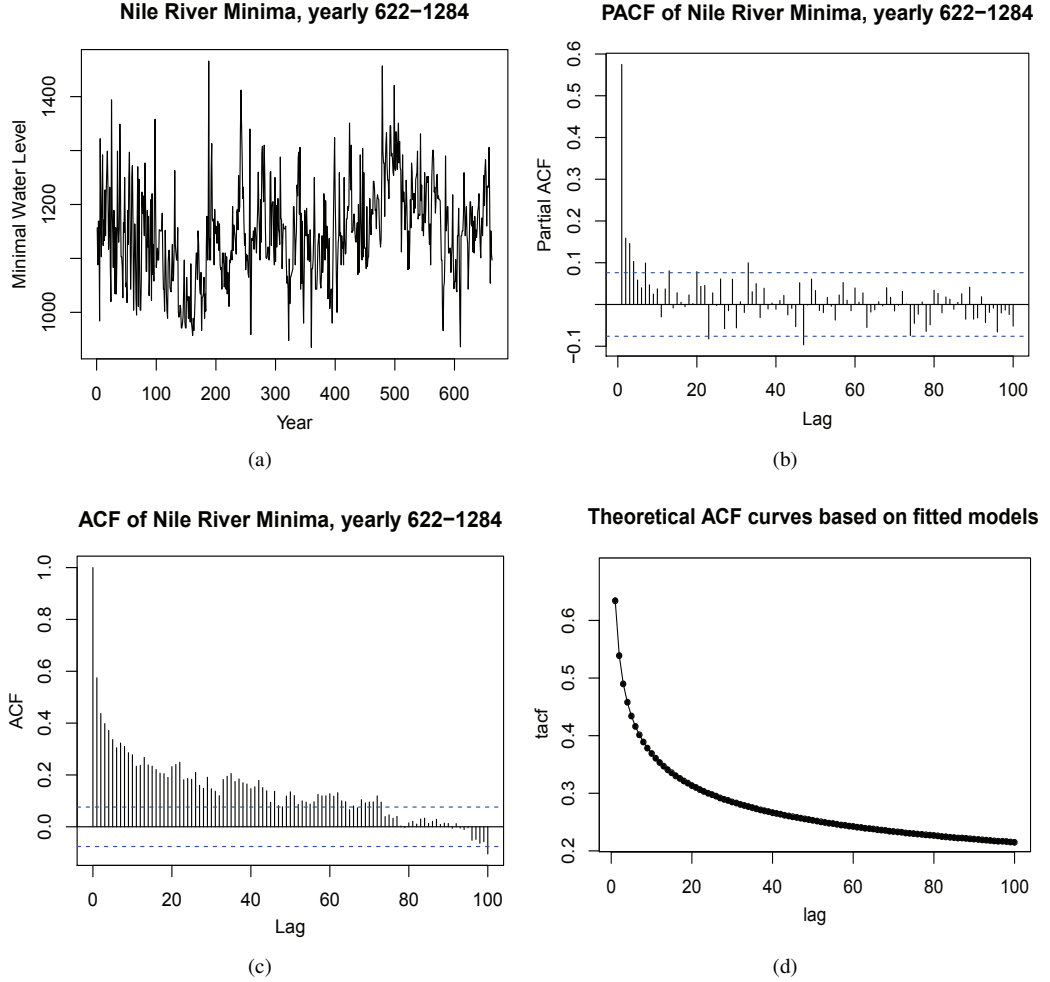 Nile River Minima, yearly 622−1284
Minimal Water Level
1000
1200
1400
0 100 200 300 400 500 600
Year
(a)
PACF of Nile River Minima, yearly 622−1284
Partial ACF
−0.1
0.1
0.2
0.3
0.4
0.5
0.6
0 20 40 60 80 100
Lag
(b)
ACF of Nile River Minima, yearly 622−1284
ACF
0.0
0.2
0.4
0.6
0.8
1.0
0 20 40 60 80 100
Lag
(c)
Theoretical ACF curves based on fitted models
tacf
0.2
0.3
0.4
0.5
0.6
0 20 40 60 80 100
lag
(d)